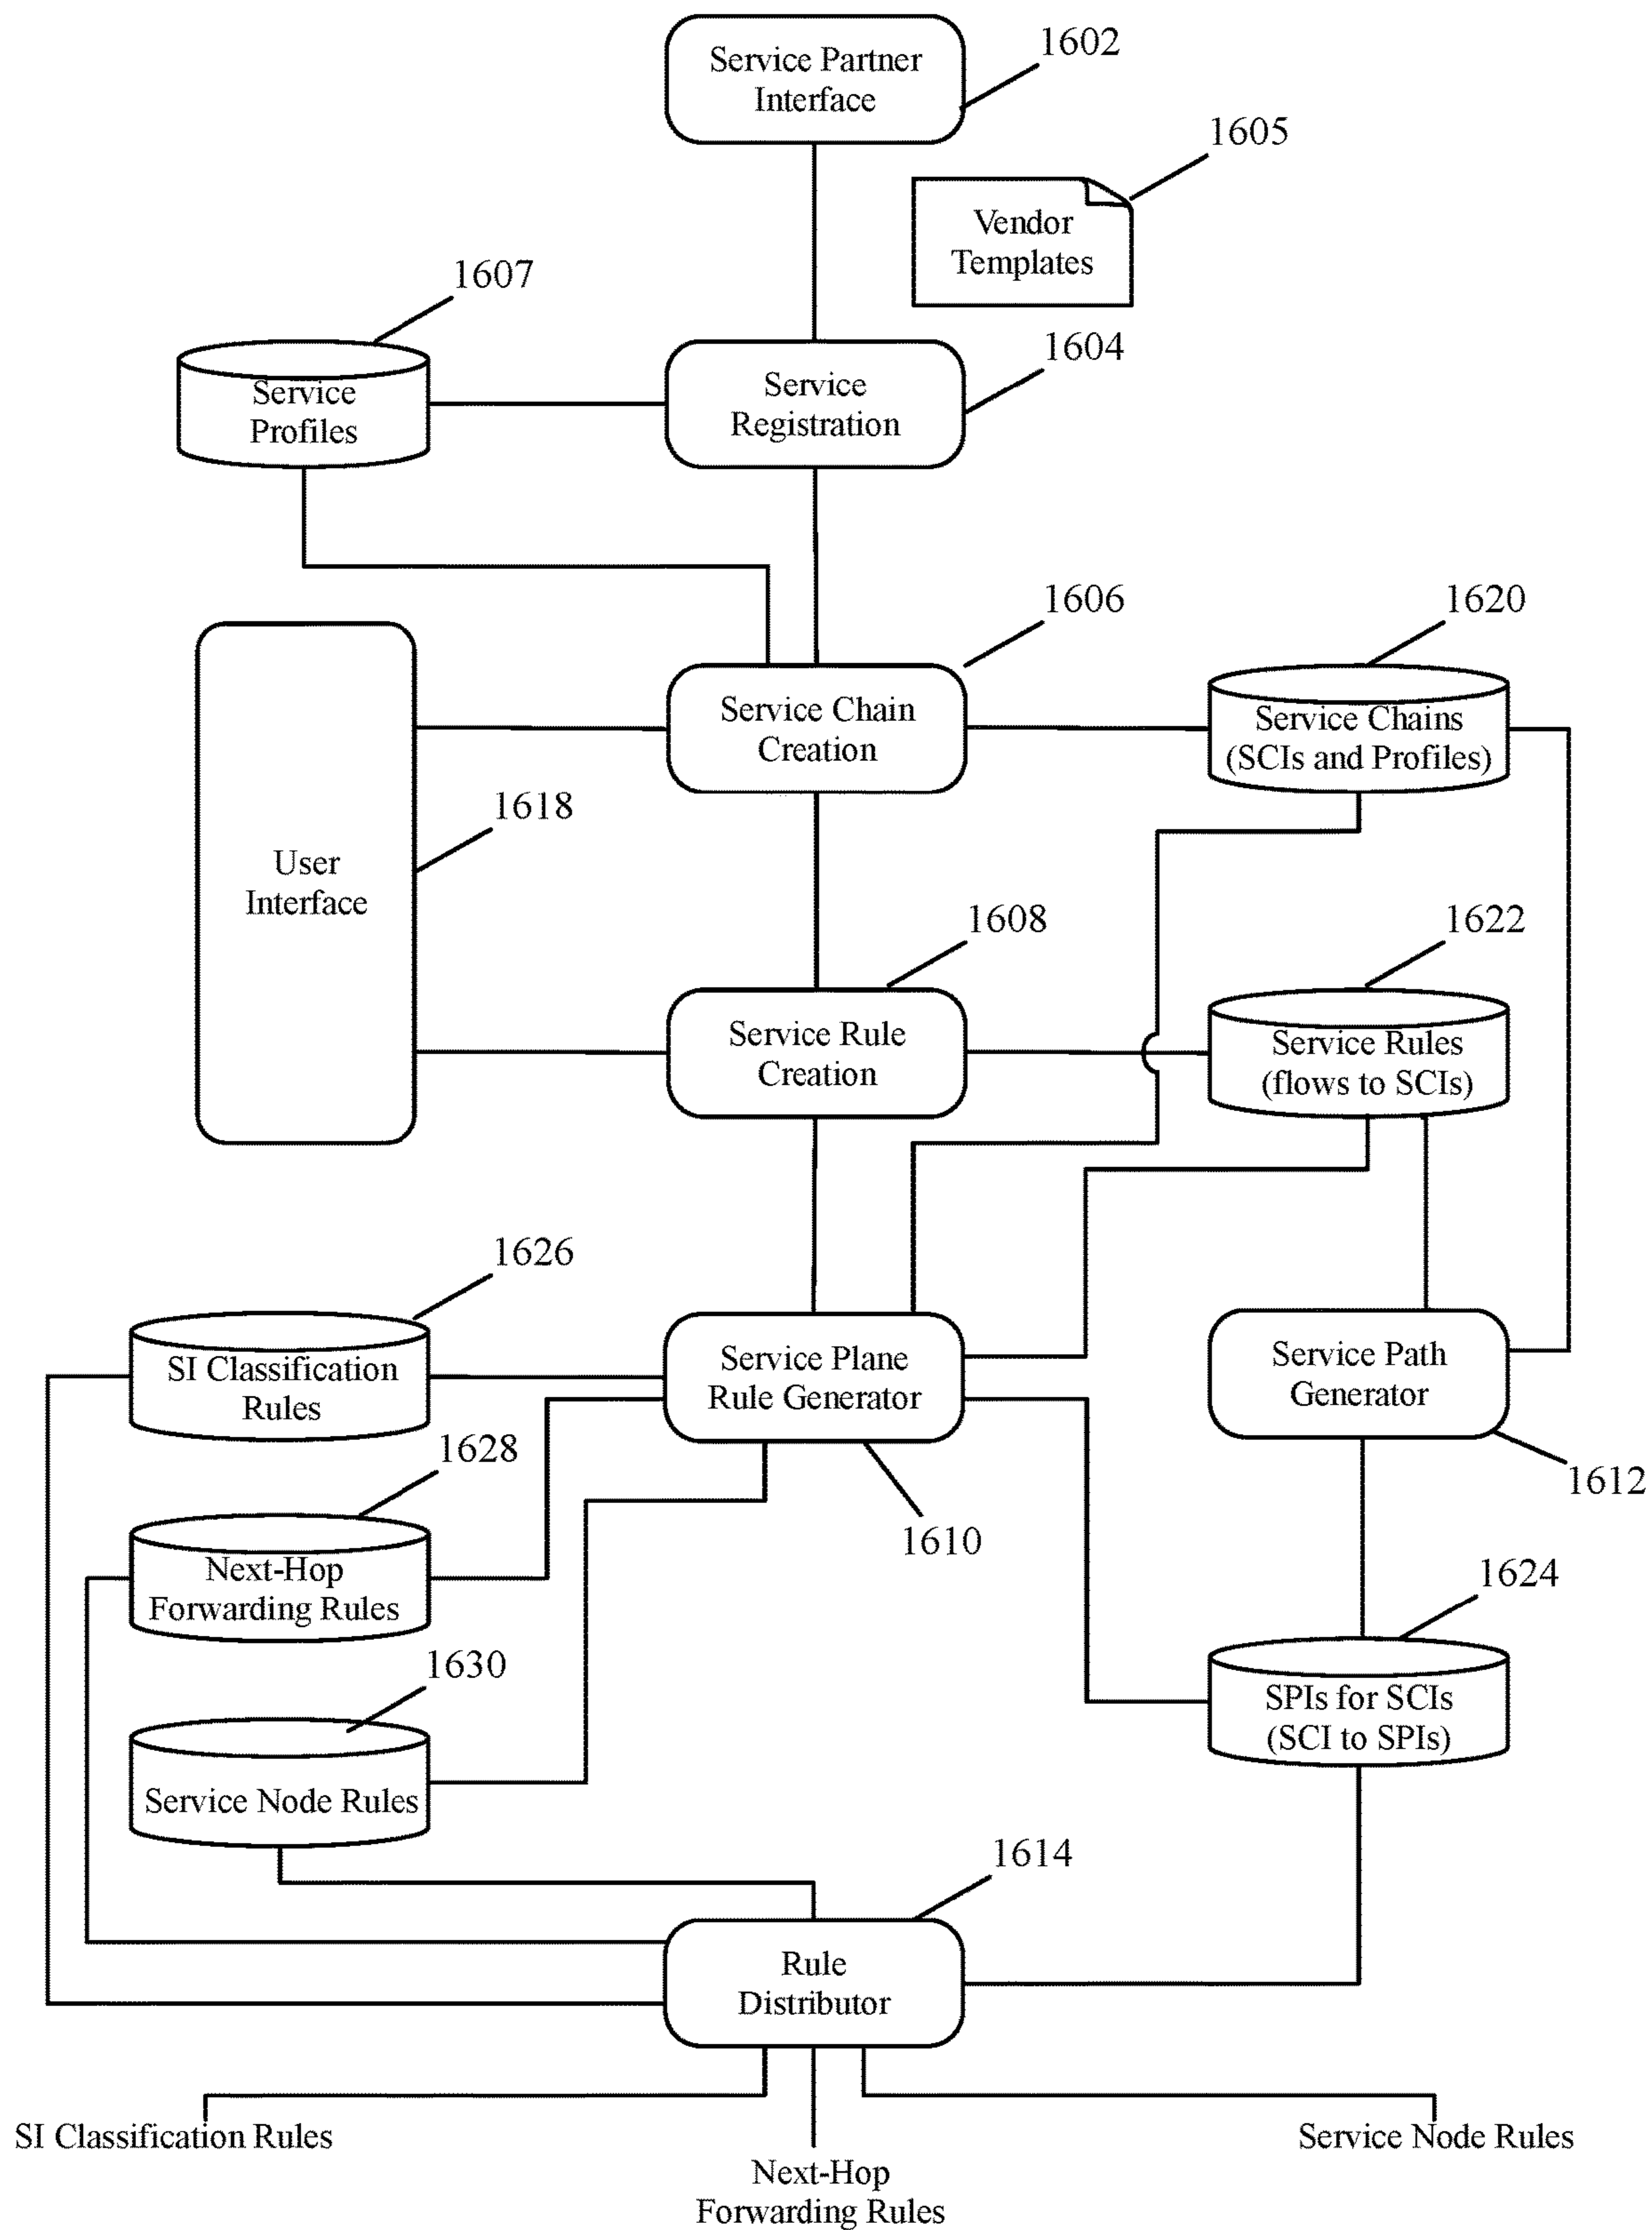 Service Partner
Interface
1602
1605
Vendor
Templates
1607
Service
Profiles
1604
Service
Registration
1606
Service Chain
Creation
1620
Service Chains
(SCIs and Profiles)
1618
User
Interface
1608
Service Rule
Creation
1622
Service Rules
(flows to SCIs)
1626
SI Classification
Rules
Service Plane
Rule Generator
1610
Service Path
Generator
1612
1628
Next-Hop
Forwarding Rules
1624
SPIs for SCIs
(SCI to SPIs)
1630
Service Node Rules
1614
Rule
Distributor
SI Classification Rules
Next-Hop
Forwarding Rules
Service Node Rules